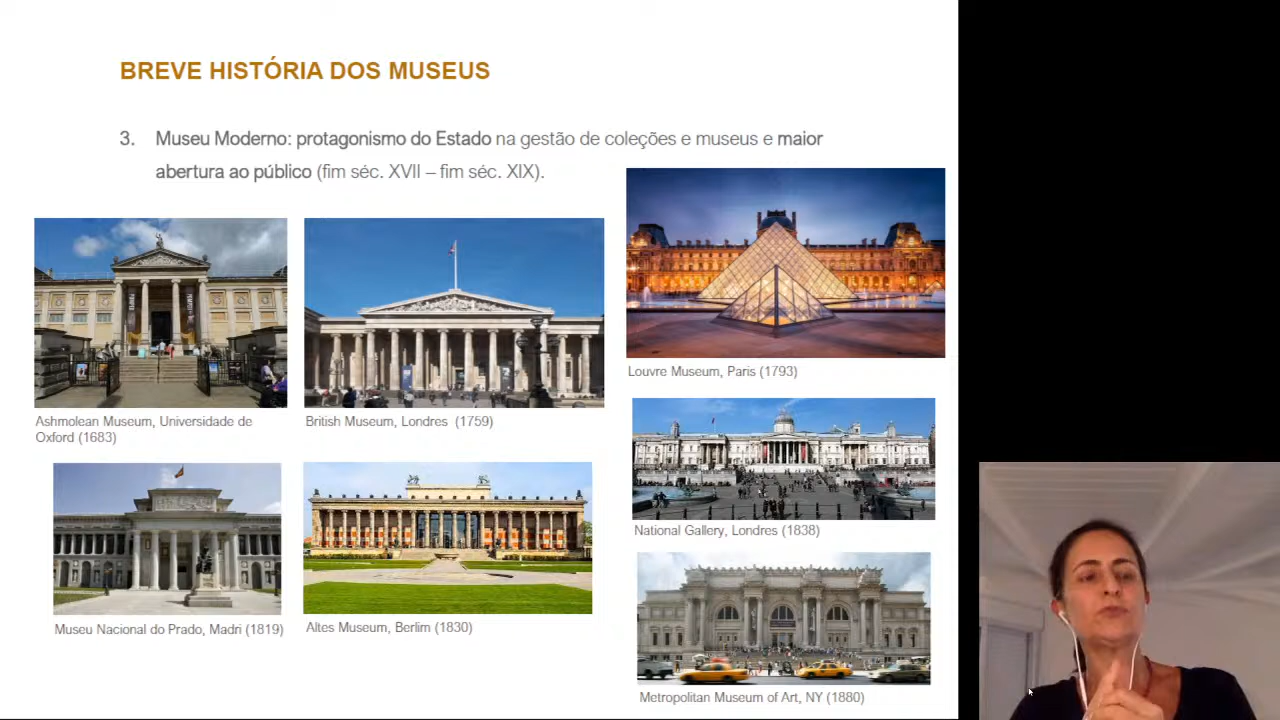 BREVE HISTÓRIA DOS MUSEUS
3. Museu Moderno: protagonismo do Estado na gestão de coleções e museus e maior
abertura ao público (fim séc. XVII – fim séc. XIX).
Ashmolean Museum, Universidade de
Oxford (1683)
British Museum, Londres (1759)
Louvre Museum, Paris (1793)
National Gallery, Londres (1838)
Museu Nacional do Prado, Madri (1819)
Altes Museum, Berlim (1830)
Metropolitan Museum of Art, NY (1880)